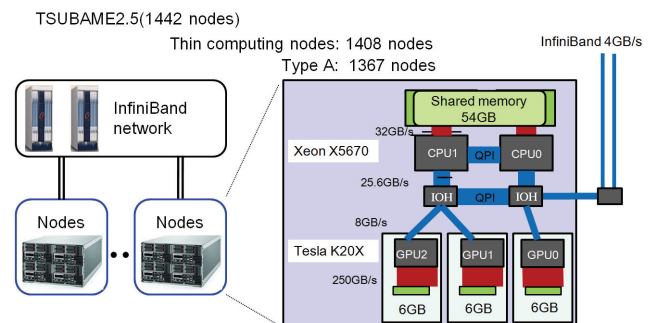 TSUBAME2.5(1442 nodes)
Thin computing nodes: 1408 nodes
Type A: 1367 nodes
InfiniBand 4GB/s
InfiniBand
network
Shared memory
54GB
32GB/s
Xeon X5670
CPU1
QPI
CPU0
25.6GB/s
IOH
QPI
IOH
Nodes
Nodes
8GB/s
Tesla K20X
GPU2
GPU1
GPU0
250GB/s
6GB
6GB
6GB